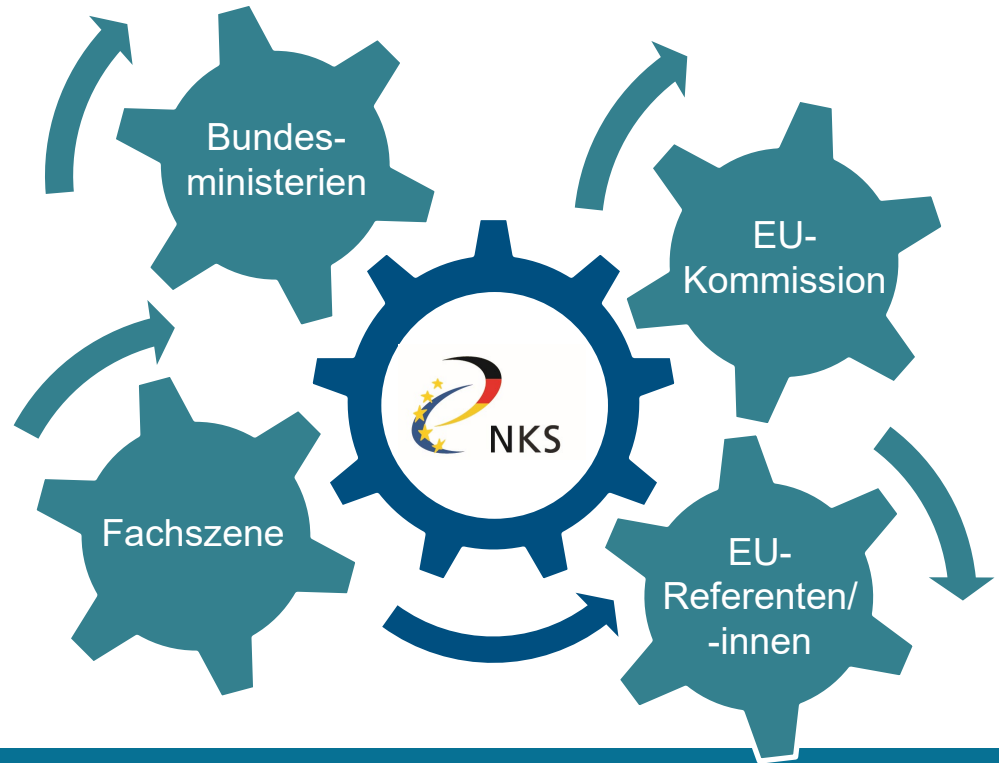 Bundes-
ministerien
EU-
Kommission
NKS
Fachszene
EU-
Referenten/
-innen